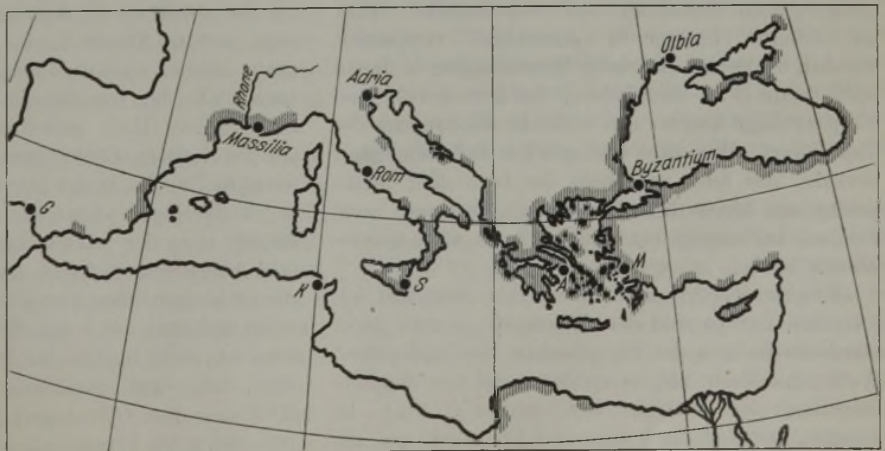 Olbia
Adria
Rhone
Massilia
Rom
Byzantium
G
M
A
K
S